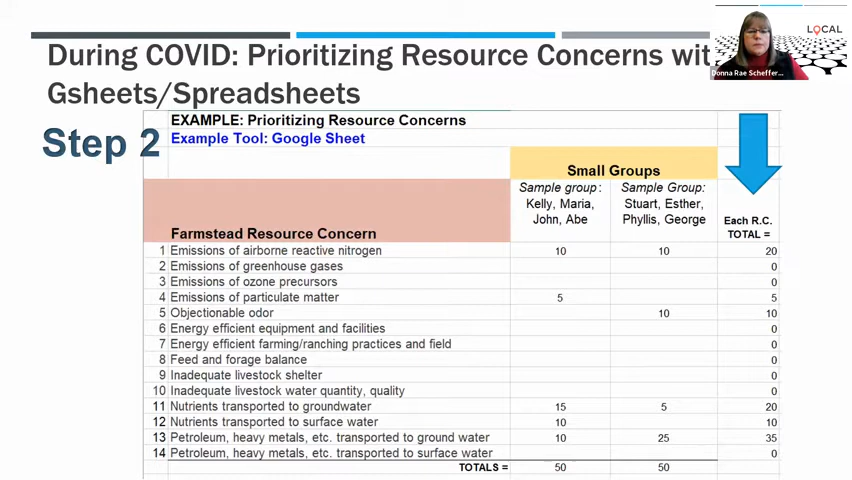 During COVID: Prioritizing Resource Concerns wit
Gsheets/Spreadsheets
LOCAL
Donna Rae Scheffer...
Step 2
EXAMPLE: Prioritizing Resource Concerns
Example Tool: Google Sheet
Small Groups
Farmstead Resource Concern
Sample group: Kelly, Maria, John, Abe
Sample Group: Stuart, Esther, Phyllis, George
Each R.C. TOTAL =
1 Emissions of airborne reactive nitrogen 10 10 20
2 Emissions of greenhouse gases 0
3 Emissions of ozone precursors 0
4 Emissions of particulate matter 5 5
5 Objectionable odor 10 10
6 Energy efficient equipment and facilities 0
7 Energy efficient farming/ranching practices and field 0
8 Feed and forage balance 0
9 Inadequate livestock shelter 0
10 Inadequate livestock water quantity, quality 0
11 Nutrients transported to groundwater 15 5 20
12 Nutrients transported to surface water 10 10
13 Petroleum, heavy metals, etc. transported to ground water 10 25 35
14 Petroleum, heavy metals, etc. transported to surface water 0
TOTALS = 50 50